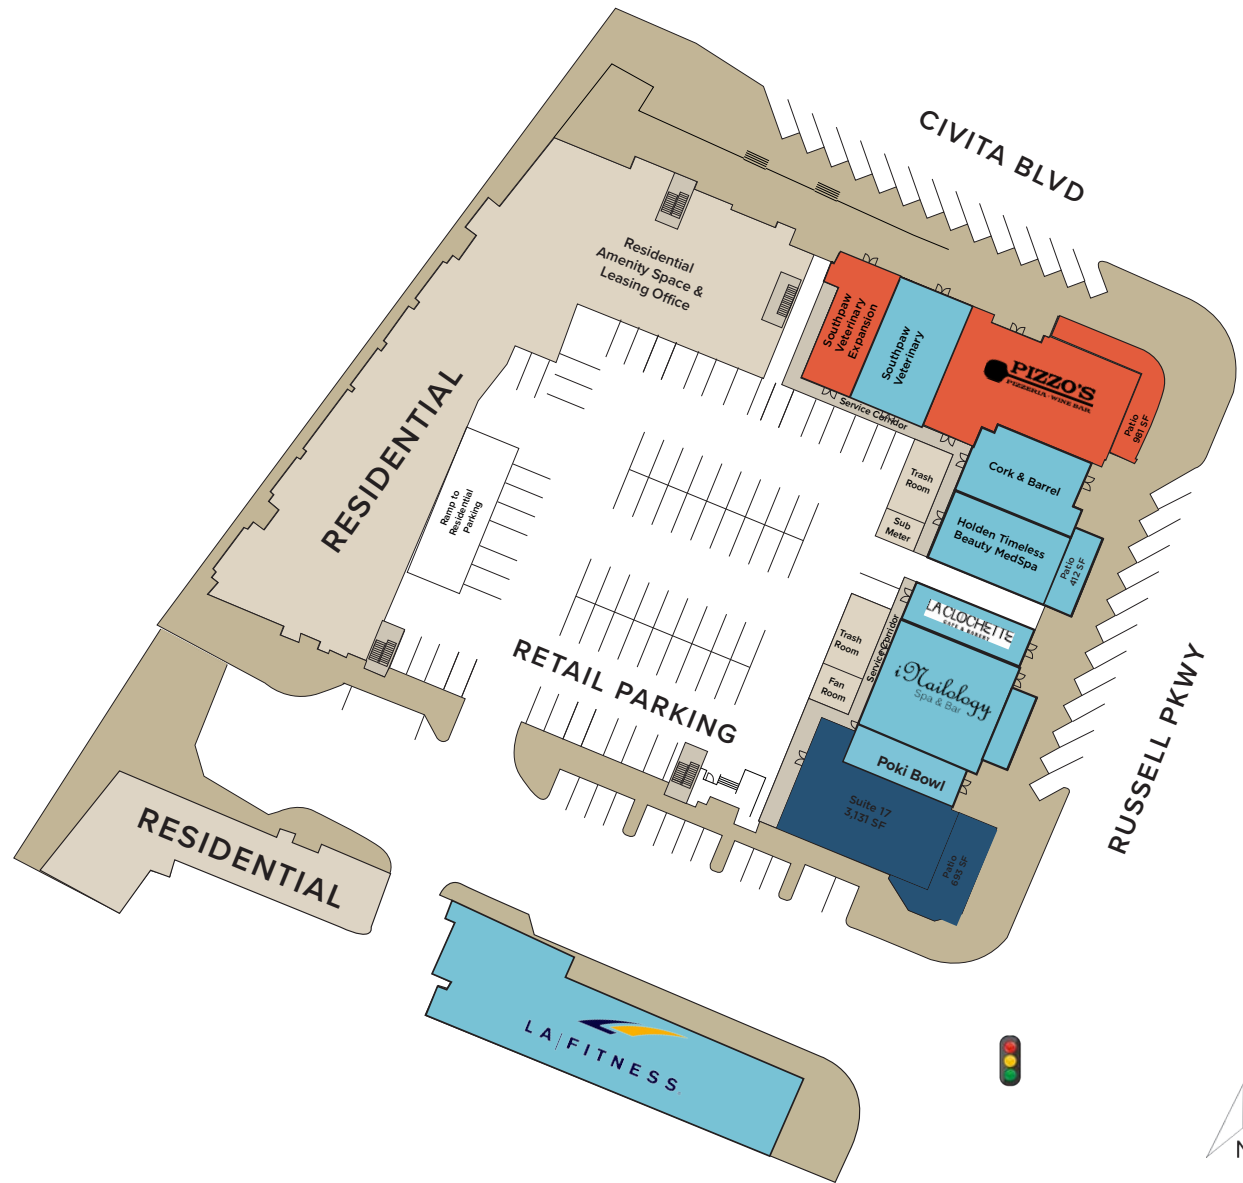 CIVITA BLVD
Residential
Amenity Space &
Leasing Office
Southpaw
Veterinary
Expansion
Southpaw
Veterinary
PIZZO'S
PIZZERIA · WINE BAR
Patio
981 SF
Service Corridor
Cork & Barrel
Trash
Room
Sub
Meter
Holden Timeless
Beauty MedSpa
Patio
412 SF
RESIDENTIAL
Ramp to
Residential
Parking
LA CLOCHETTE
CAFE & BAKERY
Service Corridor
Trash
Room
Fan
Room
iNailology
Spa & Bar
RETAIL PARKING
Poki Bowl
Suite 17
3,131 SF
Patio
693 SF
RUSSELL PKWY
RESIDENTIAL
LA FITNESS
N